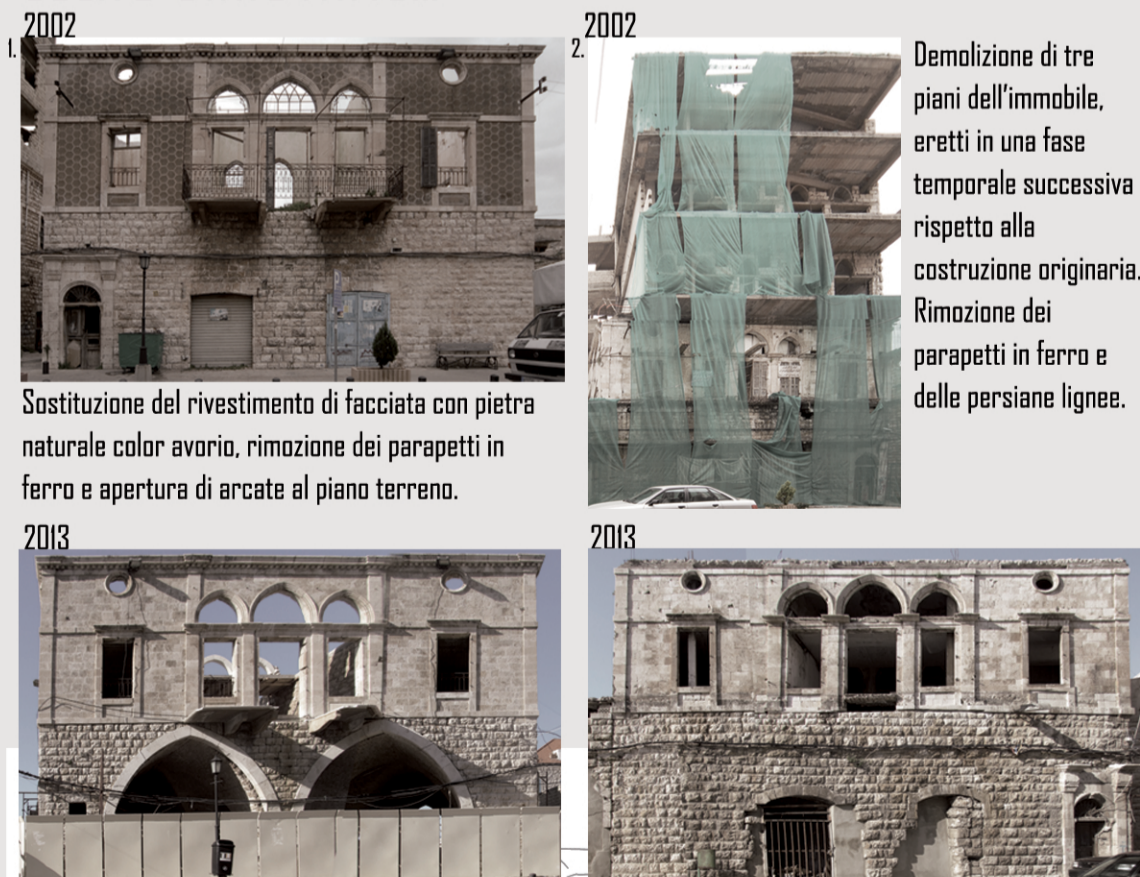 2002
1.
Sostituzione del rivestimento di facciata con pietra
naturale color avorio, rimozione dei parapetti in
ferro e apertura di arcate al piano terreno.
2002
2.
Demolizione di tre
piani dell'immobile,
eretti in una fase
temporale successiva
rispetto alla
costruzione originaria.
Rimozione dei
parapetti in ferro e
delle persiane lignee.
2013
2013